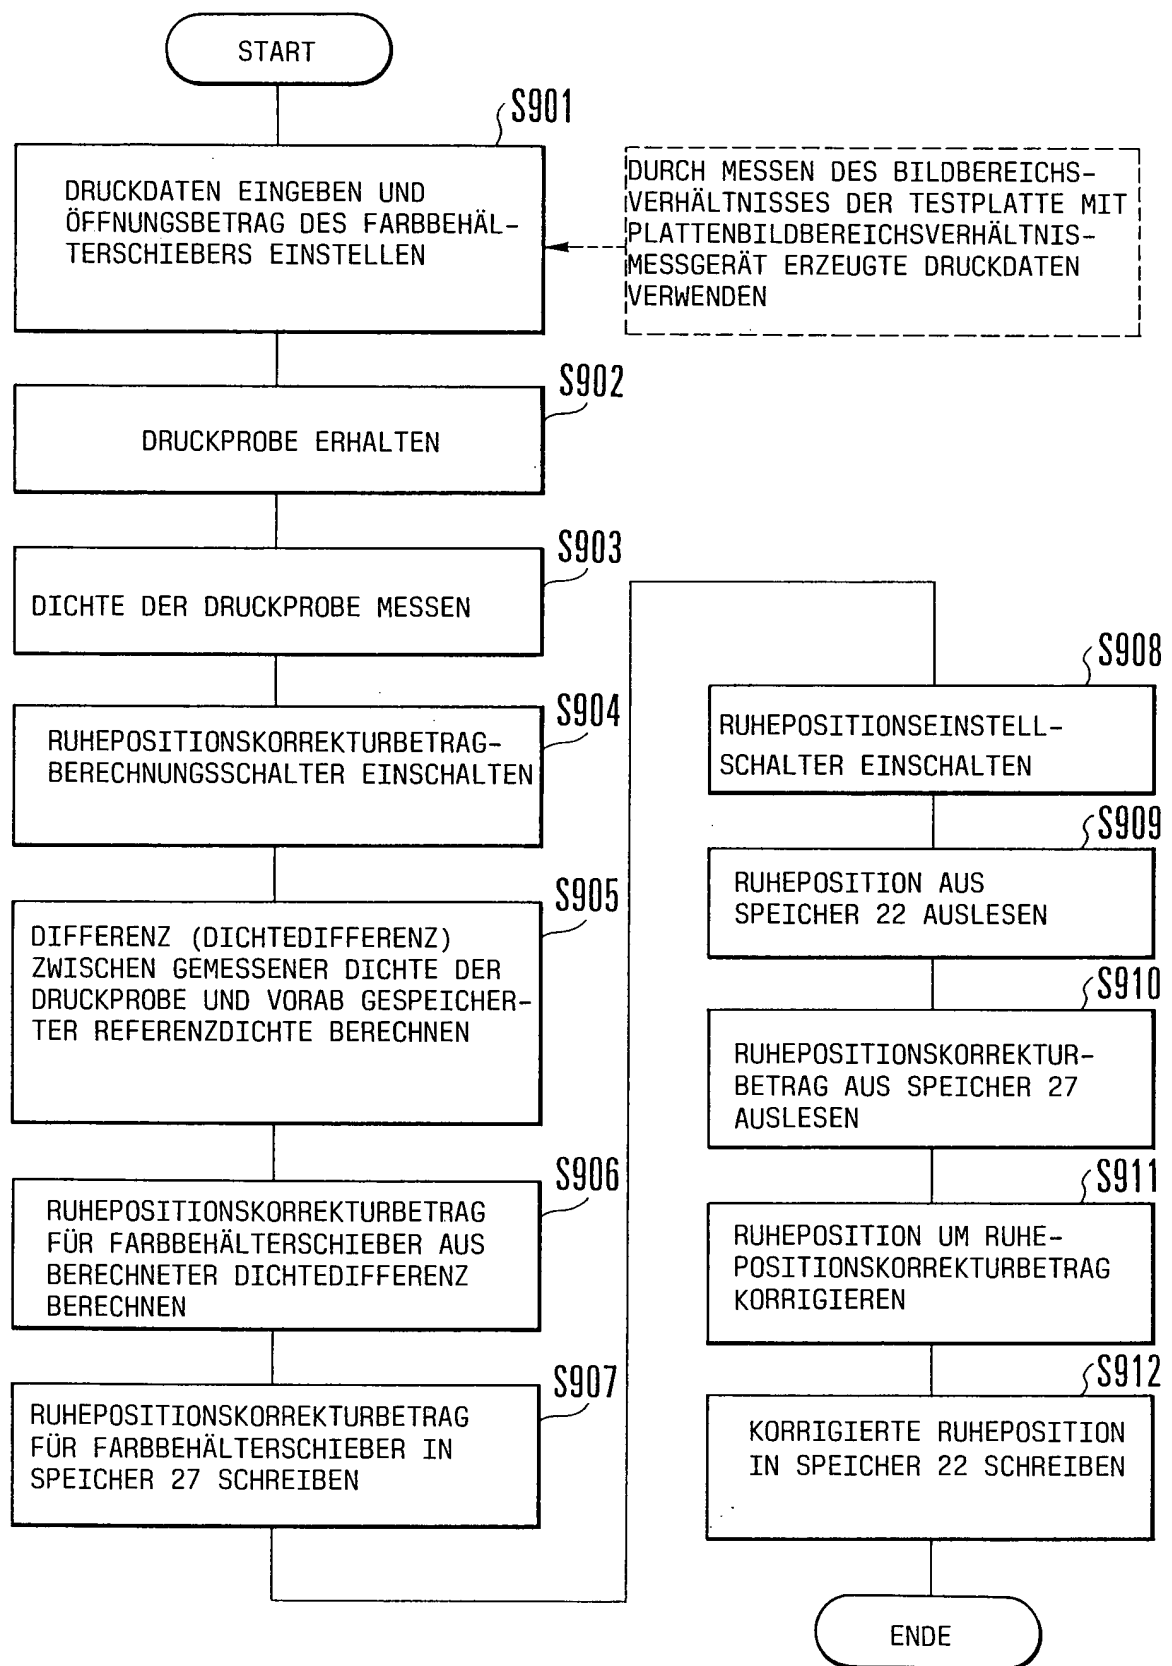 START
S901
DRUCKDATEN EINGEBEN UND
ÖFFNUNGSBETRAG DES FARBBEHÄL-
TERSCHIEBERS EINSTELLEN
DURCH MESSEN DES BILDBEREICHS-
VERHÄLTNISSES DER TESTPLATTE MIT
PLATTENBILDBEREICHSVERHÄLTNIS-
MESSGERÄT ERZEUGTE DRUCKDATEN
VERWENDEN
S902
DRUCKPROBE ERHALTEN
S903
DICHTE DER DRUCKPROBE MESSEN
S904
RUHEPOSITIONSKORREKTURBETRAG-
BERECHNUNGSSCHALTER EINSCHALTEN
S905
DIFFERENZ (DICHTEDIFFERENZ)
ZWISCHEN GEMESSENER DICHTE DER
DRUCKPROBE UND VORAB GESPEICHER-
TER REFERENZDICHTE BERECHNEN
S906
RUHEPOSITIONSKORREKTURBETRAG
FÜR FARBBEHÄLTERSCHIEBER AUS
BERECHNETER DICHTEDIFFERENZ
BERECHNEN
S907
RUHEPOSITIONSKORREKTURBETRAG
FÜR FARBBEHÄLTERSCHIEBER IN
SPEICHER 27 SCHREIBEN
S908
RUHEPOSITIONSEINSTELL-
SCHALTER EINSCHALTEN
S909
RUHEPOSITION AUS
SPEICHER 22 AUSLESEN
S910
RUHEPOSITIONSKORREKTUR-
BETRAG AUS SPEICHER 27
AUSLESEN
S911
RUHEPOSITION UM RUHE-
POSITIONSKORREKTURBETRAG
KORRIGIEREN
S912
KORRIGIERTE RUHEPOSITION
IN SPEICHER 22 SCHREIBEN
ENDE